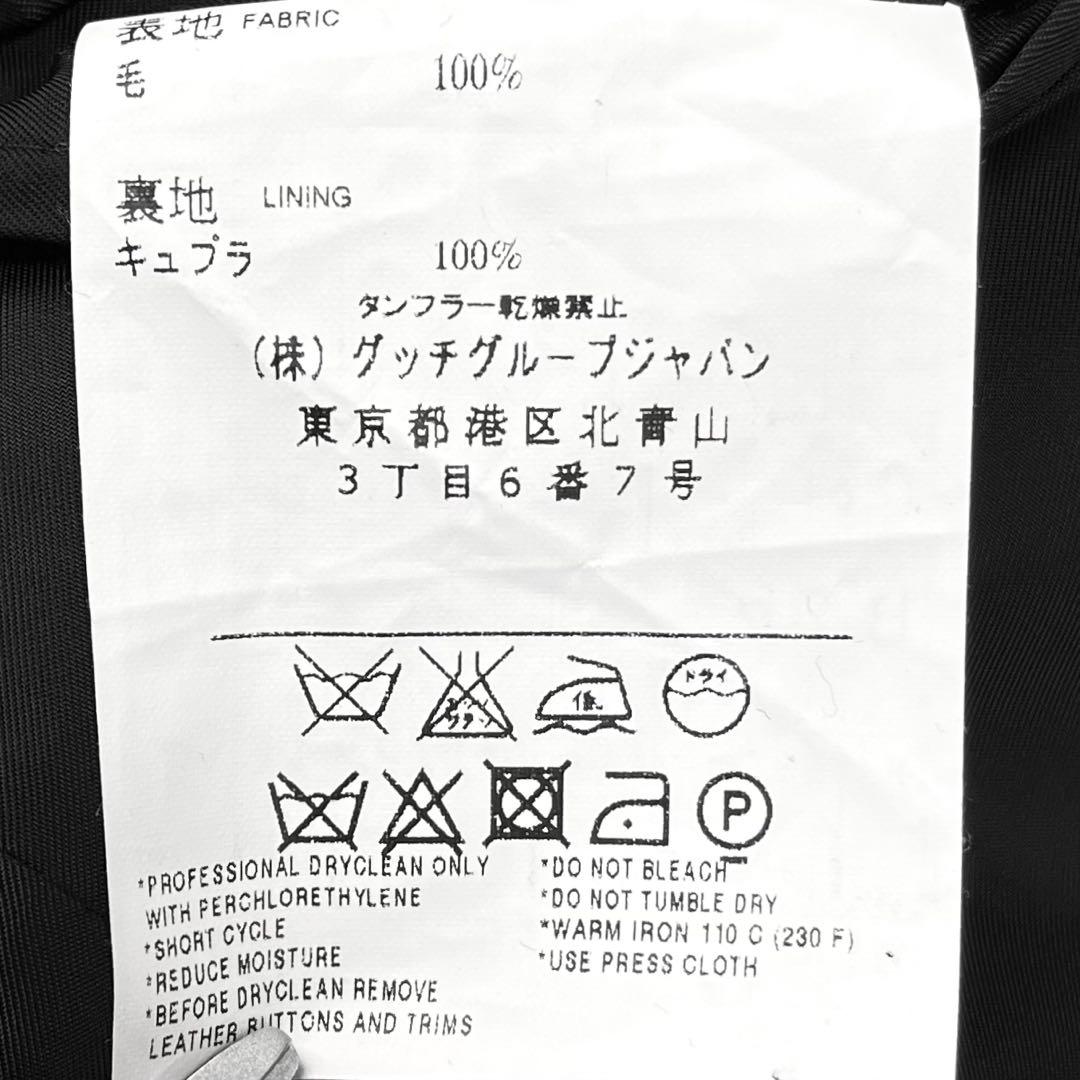 表地 FABRIC
毛 100%
裏地 LINING
キュプラ 100%
タンブラー乾燥禁止
(株) グッチグループジャパン
東京都港区北青山
3丁目6番7号
低
ドライ
P
*PROFESSIONAL DRYCLEAN ONLY
WITH PERCHLORETHYLENE
*SHORT CYCLE
*REDUCE MOISTURE
*BEFORE DRYCLEAN REMOVE
LEATHER BUTTONS AND TRIMS
*DO NOT BLEACH
*DO NOT TUMBLE DRY
*WARM IRON 110 C (230 F)
*USE PRESS CLOTH